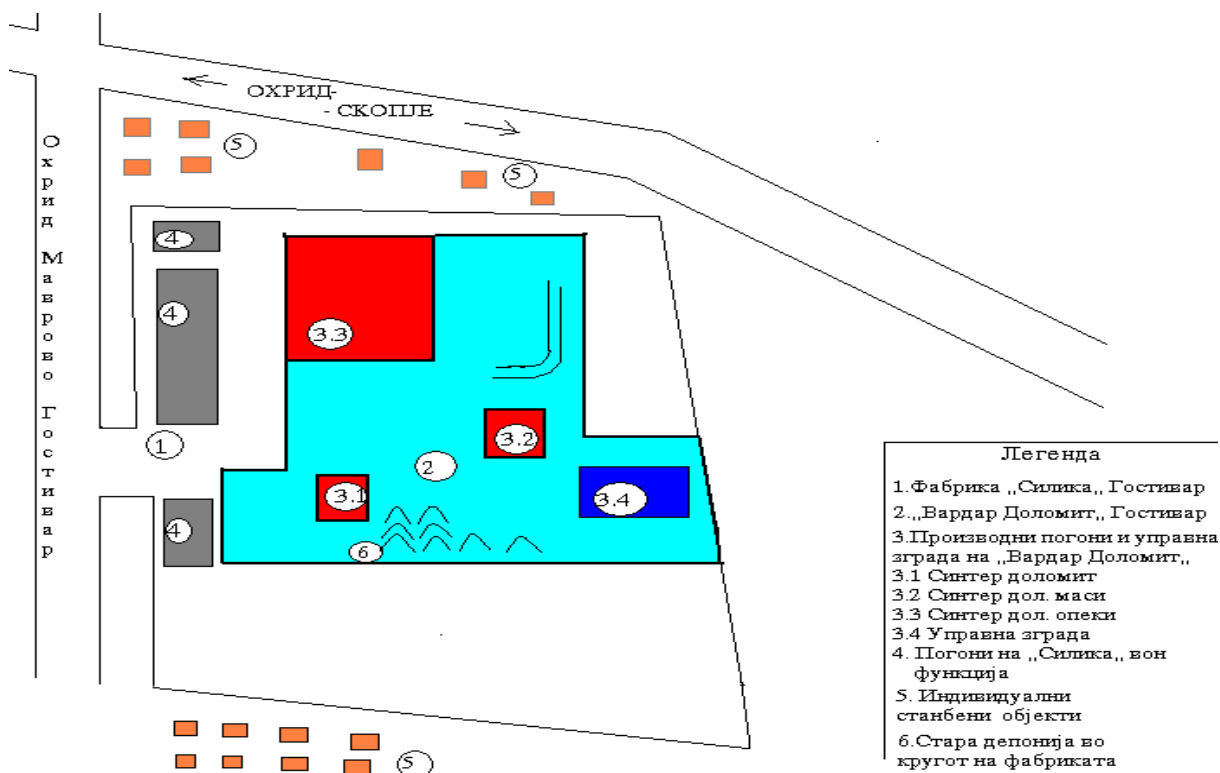 ОХРИД-
- СКОПЈЕ
5
5
Охрид Маврово Гостивар
4
4
3.3
3.2
1
2
3.1
3.4
4
6
5
Легенда
1.Фабрика „Силика„ Гостивар
2.„Вардар Доломит„ Гостивар
3.Производни погони и управна
зграда на „Вардар Доломит„
3.1 Синтер доломит
3.2 Синтер дол. маси
3.3 Синтер дол. опеки
3.4 Управна зграда
4. Погони на „Силика„ вон
функција
5. Индивидуални
станбени објекти
6.Стара депонија во
кругот на фабриката